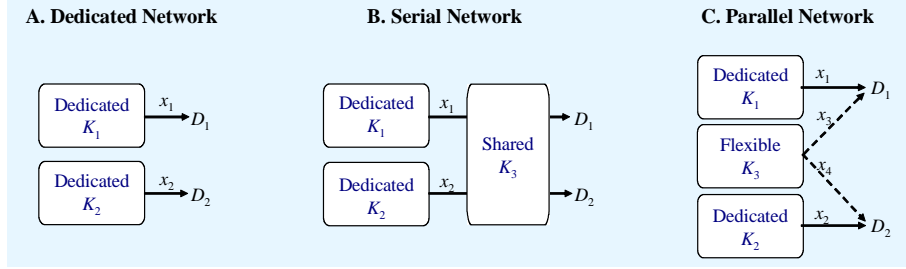 A. Dedicated Network
Dedicated
K1
x1
D1
Dedicated
K2
x2
D2
B. Serial Network
Dedicated
K1
x1
Dedicated
K2
x2
Shared
K3
D1
D2
C. Parallel Network
Dedicated
K1
x1
D1
x3
Flexible
K3
x4
Dedicated
K2
x2
D2